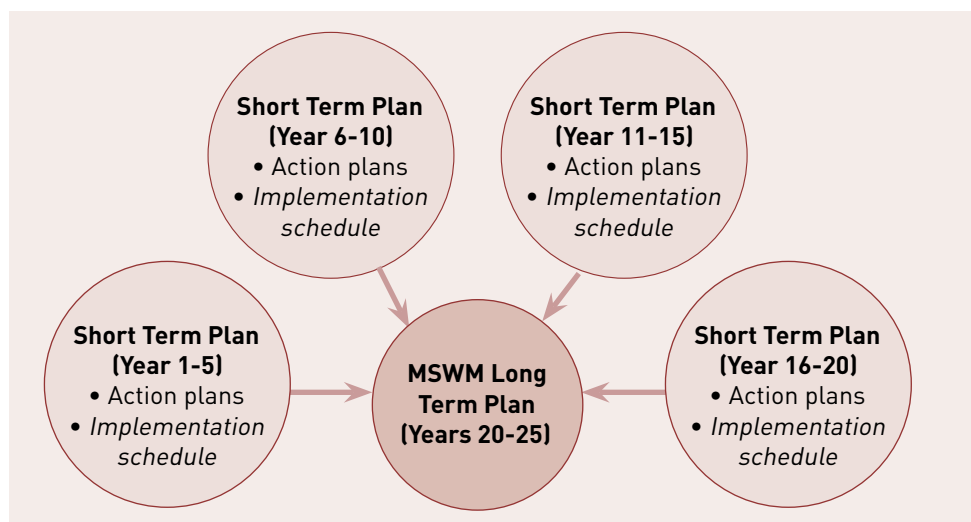 Short Term Plan
(Year 6-10)
• Action plans
• Implementation
schedule
Short Term Plan
(Year 11-15)
• Action plans
• Implementation
schedule
Short Term Plan
(Year 1-5)
• Action plans
• Implementation
schedule
MSWM Long
Term Plan
(Years 20-25)
Short Term Plan
(Year 16-20)
• Action plans
• Implementation
schedule